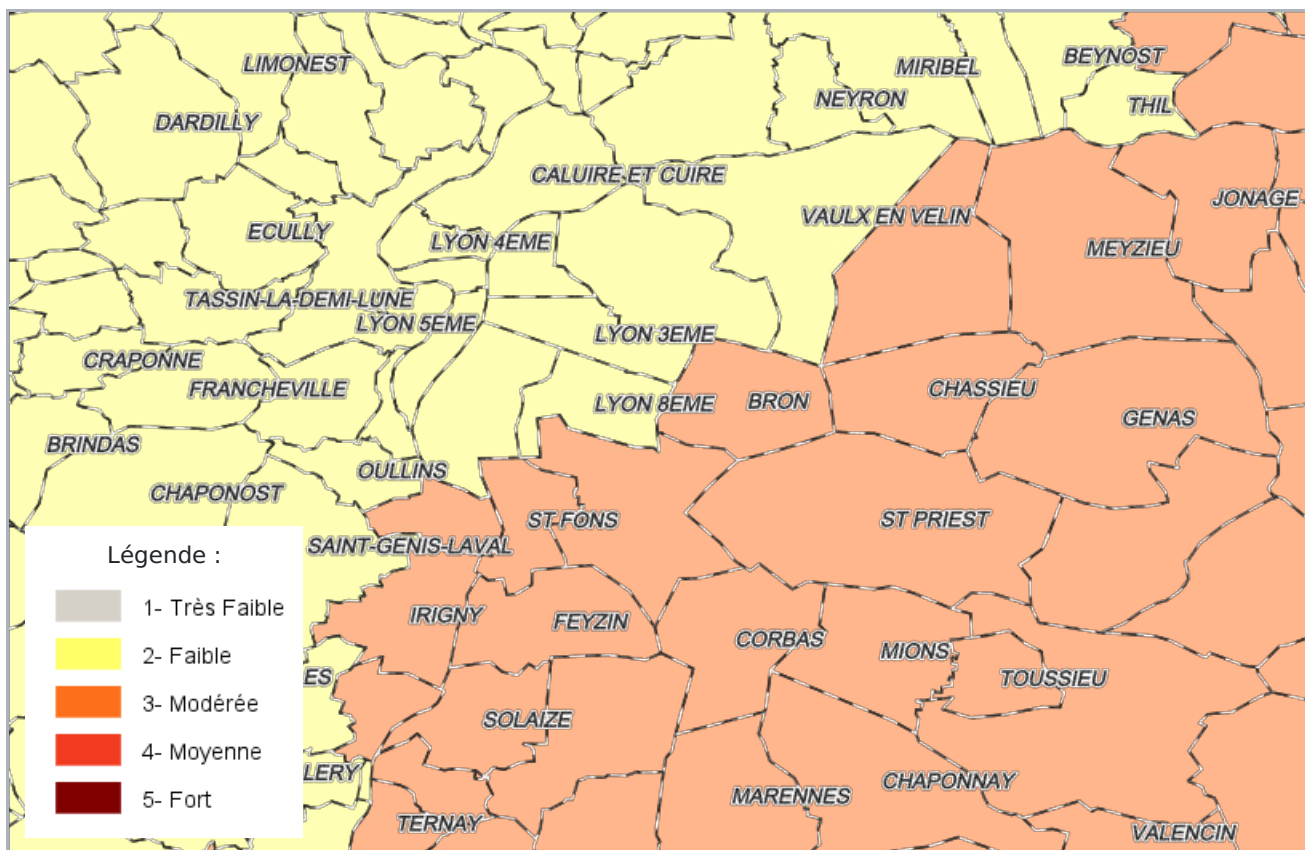 LIMONEST
MIRIBEL
BEYNOST
NEYRON
THIL
DARDILLY
CALUIRE ET CUIRE
JONAGE
VAULX EN VELIN
ECULLY
LYON 4EME
MEYZIEU
TASSIN-LA-DEMI-LUNE
LYON 5EME
LYON 3EME
CRAPONNE
FRANCHEVILLE
CHASSIEU
LYON 8EME
BRON
GENAS
BRINDAS
OULLINS
CHAPONOST
ST FONS
ST PRIEST
SAINT-GENIS-LAVAL
IRIGNY
FEYZIN
CORBAS
MIONS
TOUSSIEU
ES
SOLAIZE
LERY
CHAPONNAY
MARENNES
TERNAY
VALENCIN
Légende :
1- Très Faible
2- Faible
3- Modérée
4- Moyenne
5- Fort